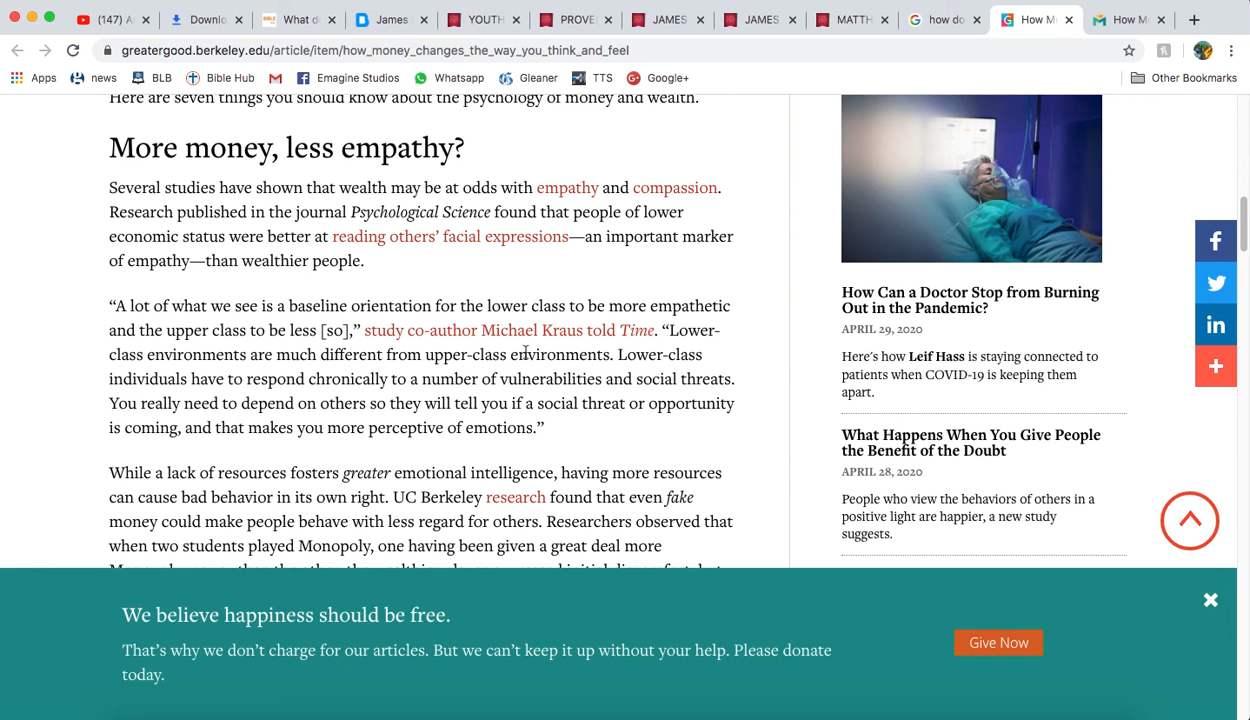 (147) A
Downlo
What d
James
YOUTH
PROVE
JAMES
JAMES
MATTH
how do
How M
How M
greatergood.berkeley.edu/article/item/how_money_changes_the_way_you_think_and_feel
Apps
news
BLB
Bible Hub
Emagine Studios
Whatsapp
Gleaner
TTS
Google+
Other Bookmarks
Here are seven things you should know about the psychology of money and wealth.
More money, less empathy?
Several studies have shown that wealth may be at odds with empathy and compassion.
Research published in the journal Psychological Science found that people of lower
economic status were better at reading others’ facial expressions—an important marker
of empathy—than wealthier people.
“A lot of what we see is a baseline orientation for the lower class to be more empathetic
and the upper class to be less [so],” study co-author Michael Kraus told Time. “Lower-
class environments are much different from upper-class environments. Lower-class
individuals have to respond chronically to a number of vulnerabilities and social threats.
You really need to depend on others so they will tell you if a social threat or opportunity
is coming, and that makes you more perceptive of emotions.”
While a lack of resources fosters greater emotional intelligence, having more resources
can cause bad behavior in its own right. UC Berkeley research found that even fake
money could make people behave with less regard for others. Researchers observed that
when two students played Monopoly, one having been given a great deal more
How Can a Doctor Stop from Burning
Out in the Pandemic?
APRIL 29, 2020
Here's how Leif Hass is staying connected to
patients when COVID-19 is keeping them
apart.
What Happens When You Give People
the Benefit of the Doubt
APRIL 28, 2020
People who view the behaviors of others in a
positive light are happier, a new study
suggests.
We believe happiness should be free.
That’s why we don’t charge for our articles. But we can’t keep it up without your help. Please donate
today.
Give Now